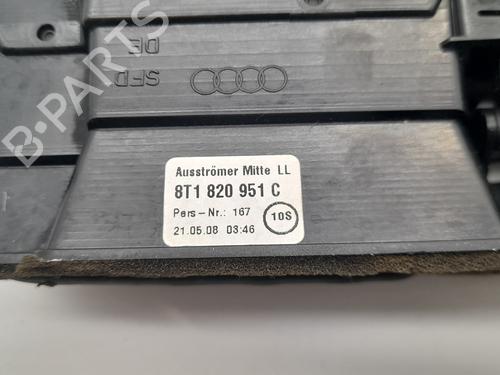 DE
SFD
B-Parts
Ausströmer Mitte LL
8T1 820 951 C
Pers-Nr.: 167
10S
21.05.08 03:46